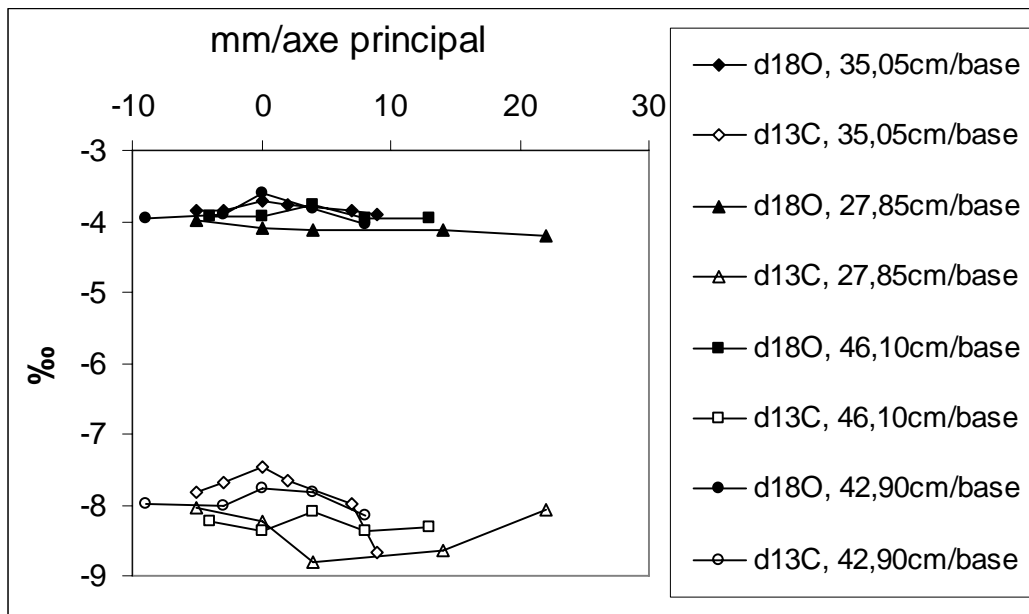 mm/axe principal
-10 0 10 20 30
-3
-4
-5
-6
-7
-8
-9
‰
d18O, 35,05cm/base
d13C, 35,05cm/base
d18O, 27,85cm/base
d13C, 27,85cm/base
d18O, 46,10cm/base
d13C, 46,10cm/base
d18O, 42,90cm/base
d13C, 42,90cm/base